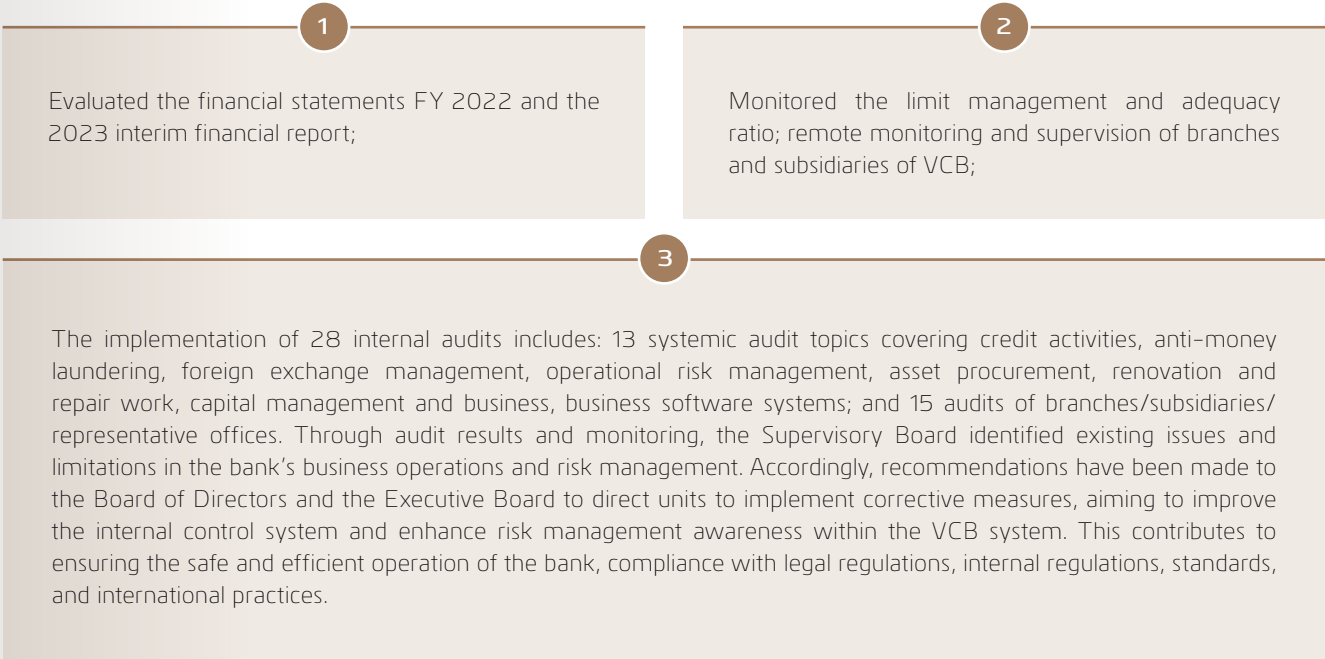 1
Evaluated the financial statements FY 2022 and the
2023 interim financial report;
2
Monitored the limit management and adequacy
ratio; remote monitoring and supervision of branches
and subsidiaries of VCB;
3
The implementation of 28 internal audits includes: 13 systemic audit topics covering credit activities, anti-money
laundering, foreign exchange management, operational risk management, asset procurement, renovation and
repair work, capital management and business, business software systems; and 15 audits of branches/subsidiaries/
representative offices. Through audit results and monitoring, the Supervisory Board identified existing issues and
limitations in the bank's business operations and risk management. Accordingly, recommendations have been made to
the Board of Directors and the Executive Board to direct units to implement corrective measures, aiming to improve
the internal control system and enhance risk management awareness within the VCB system. This contributes to
ensuring the safe and efficient operation of the bank, compliance with legal regulations, internal regulations, standards,
and international practices.